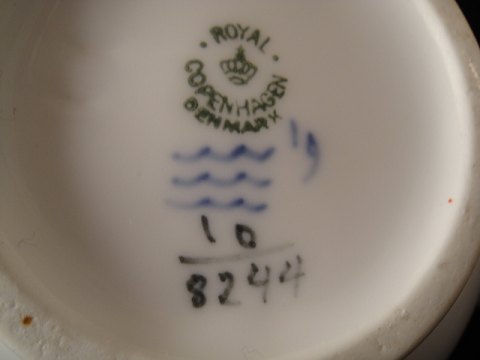 ROYAL
COPENHAGEN
DENMARK
19
10
8244